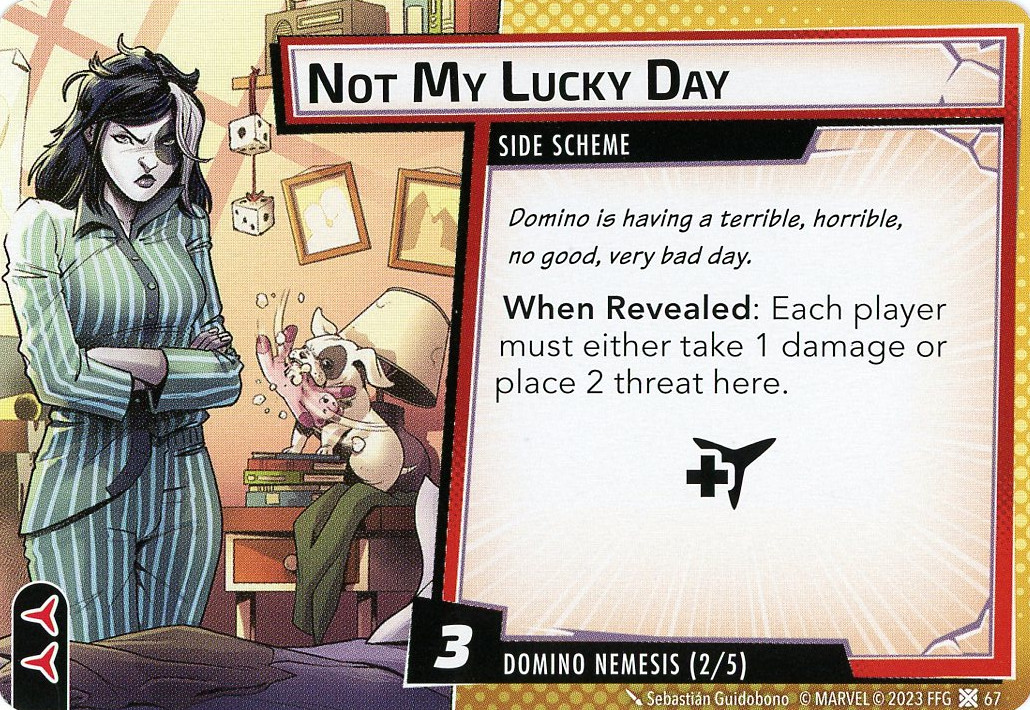 Not My Lucky Day
SIDE SCHEME
Domino is having a terrible, horrible,
no good, very bad day.
When Revealed: Each player
must either take 1 damage or
place 2 threat here.
3
DOMINO NEMESIS (2/5)
Sebastián Guidobono © MARVEL © 2023 FFG 67